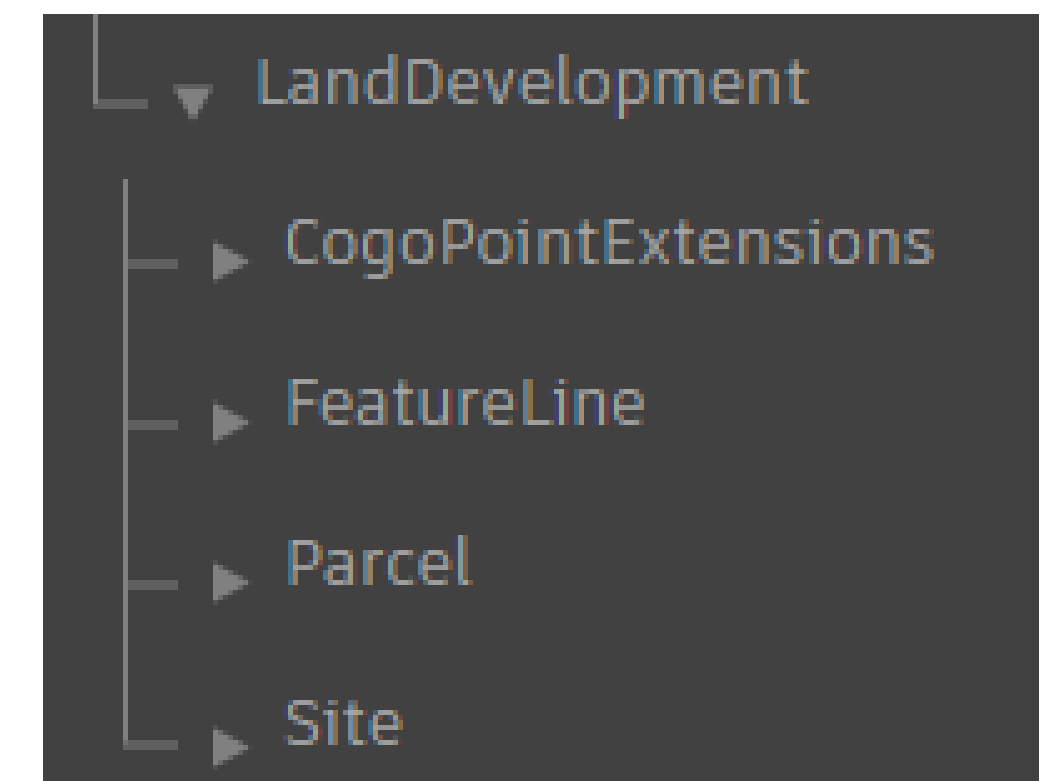 LandDevelopment
CogoPointExtensions
FeatureLine
Parcel
Site